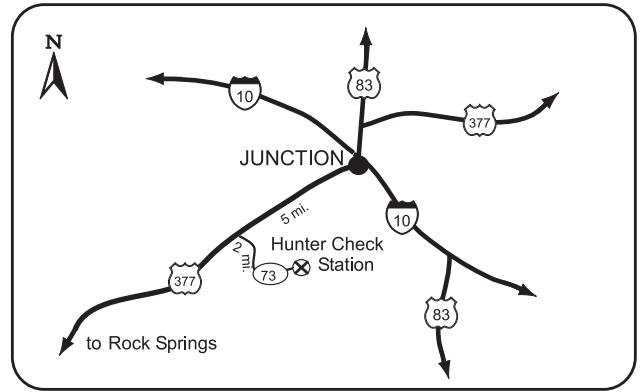 N
83
10
377
JUNCTION
5 mi.
10
Hunter Check
Station
2 mi.
73
377
83
to Rock Springs